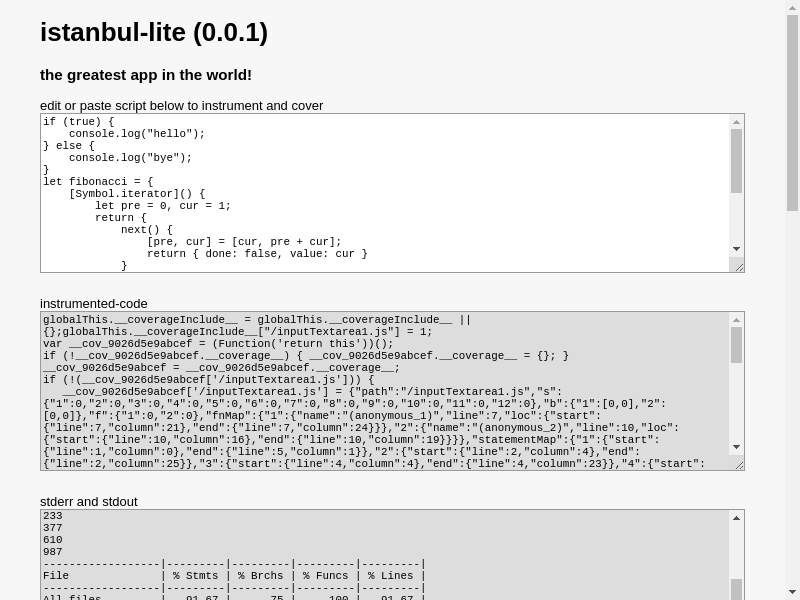 istanbul-lite (0.0.1)
the greatest app in the world!
edit or paste script below to instrument and cover
if (true) {
    console.log("hello");
} else {
    console.log("bye");
}
let fibonacci = {
    [Symbol.iterator]() {
        let pre = 0, cur = 1;
        return {
            next() {
                [pre, cur] = [cur, pre + cur];
                return { done: false, value: cur }
            }
instrumented-code
globalThis.__coverageInclude__ = globalThis.__coverageInclude__ ||
{};globalThis.__coverageInclude__["/inputTextarea1.js"] = 1;
var __cov_9026d5e9abcef = (Function('return this'))();
if (!__cov_9026d5e9abcef.__coverage__) { __cov_9026d5e9abcef.__coverage__ = {}; }
__cov_9026d5e9abcef = __cov_9026d5e9abcef.__coverage__;
if (!(__cov_9026d5e9abcef['/inputTextarea1.js'])) {
   __cov_9026d5e9abcef['/inputTextarea1.js'] = {"path":"/inputTextarea1.js","s":
{"1":0,"2":0,"3":0,"4":0,"5":0,"6":0,"7":0,"8":0,"9":0,"10":0,"11":0,"12":0},"b":{"1":[0,0],"2":
[0,0]},"f":{"1":0,"2":0},"fnMap":{"1":{"name":"(anonymous_1)","line":7,"loc":{"start":
{"line":7,"column":21},"end":{"line":7,"column":24}}},"2":{"name":"(anonymous_2)","line":10,"loc":
{"start":{"line":10,"column":16},"end":{"line":10,"column":19}}}},"statementMap":{"1":{"start":
{"line":1,"column":0},"end":{"line":5,"column":1}},"2":{"start":{"line":2,"column":4},"end":
{"line":2,"column":25}},"3":{"start":{"line":4,"column":4},"end":{"line":4,"column":23}},"4":{"start":
stderr and stdout
233
377
610
987
------------------|---------|---------|---------|---------|
File              | % Stmts | % Brchs | % Funcs | % Lines |
------------------|---------|---------|---------|---------|
All files         |   91.67 |      75 |     100 |   91.67 |